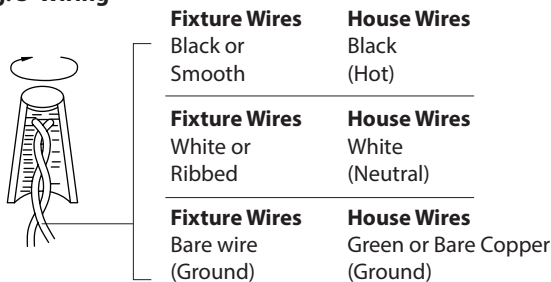 Fixture Wires House Wires
Black or Black
Smooth (Hot)
Fixture Wires House Wires
White or White
Ribbed (Neutral)
Fixture Wires House Wires
Bare wire Green or Bare Copper
(Ground) (Ground)